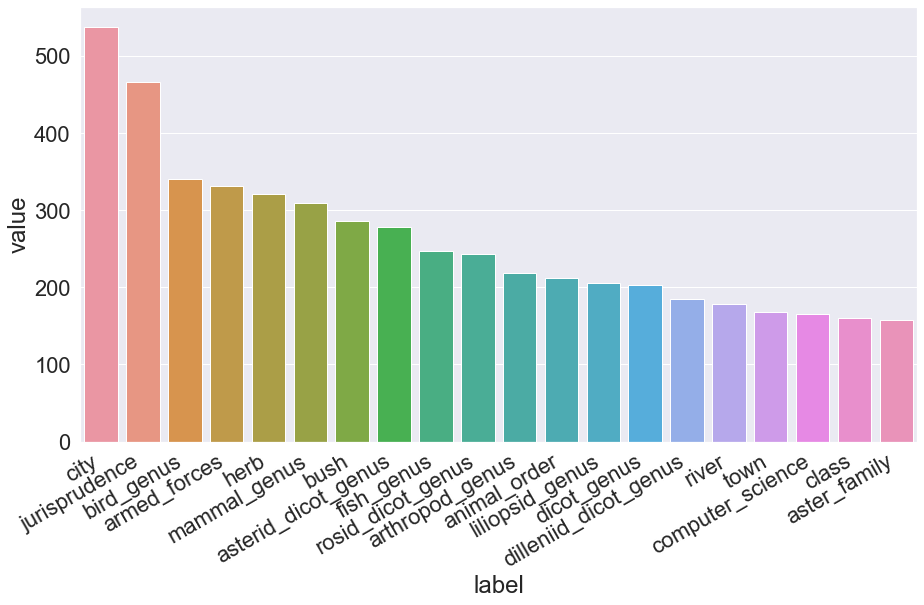 500
400
300
200
100
0
value
city
jurisprudence
bird_genus
armed_forces
herb
mammal_genus
bush
asterid_dicot_genus
fish_genus
rosid_dicot_genus
arthropod_genus
animal_order
liliopsid_genus
dicot_genus
dilleniid_dicot_genus
river
town
computer_science
class
aster_family
label